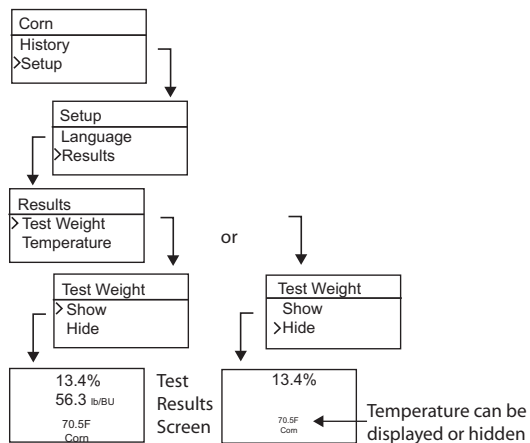 Corn
History
>Setup
Setup
Language
>Results
Results
> Test Weight
Temperature
or
Test Weight
> Show
Hide
Test Weight
Show
>Hide
13.4%
56.3 lb/BU
70.5F
Corn
Test
Results
Screen
13.4%
70.5F
Corn
Temperature can be
displayed or hidden